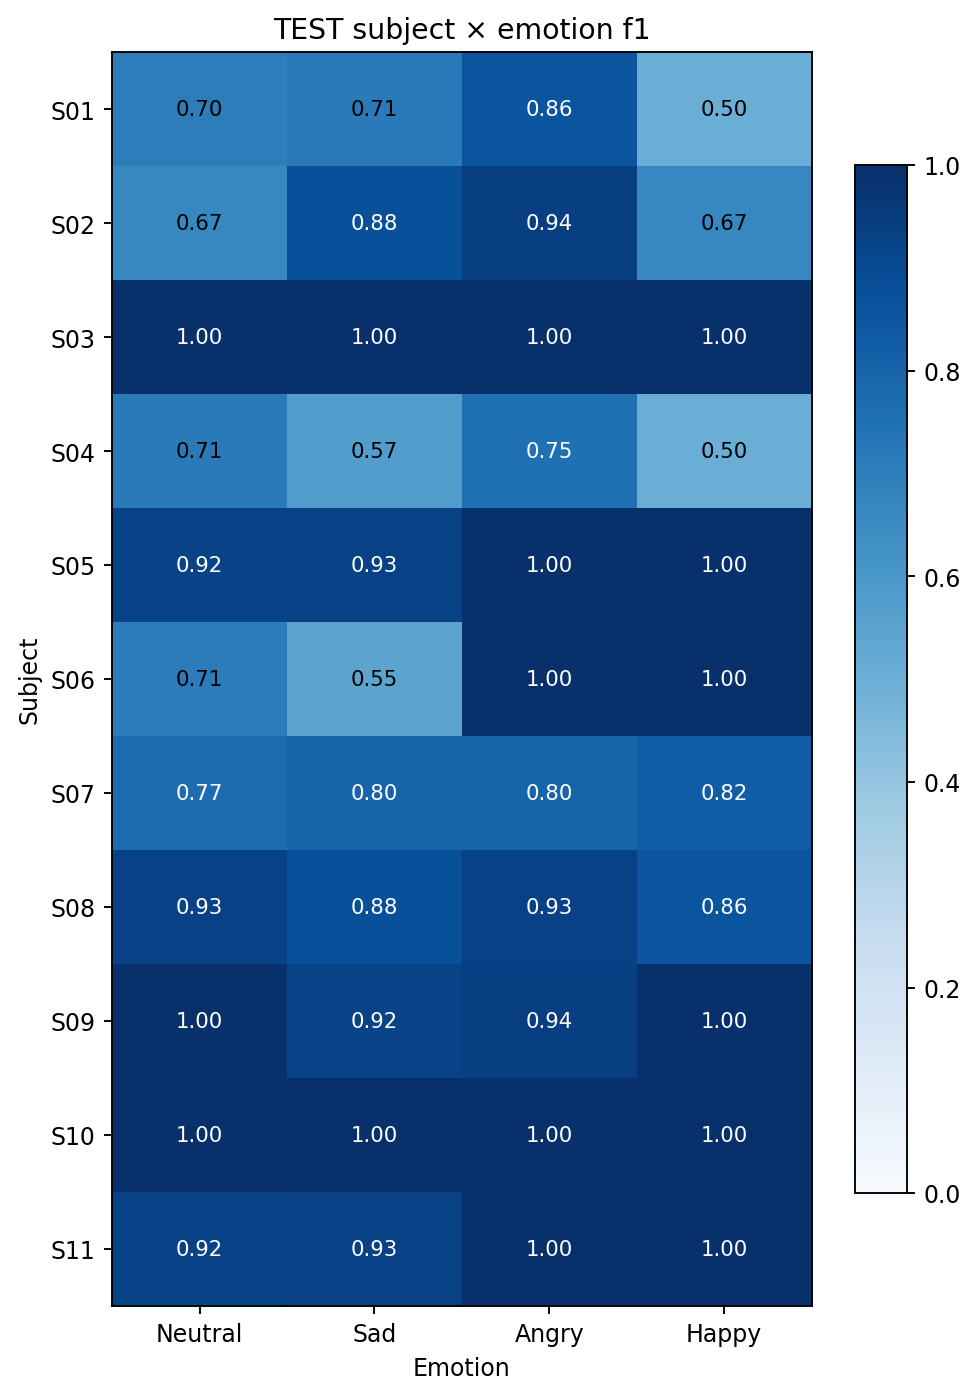 TEST subject × emotion f1
S01 0.70 0.71 0.86 0.50
S02 0.67 0.88 0.94 0.67
S03 1.00 1.00 1.00 1.00
S04 0.71 0.57 0.75 0.50
S05 0.92 0.93 1.00 1.00
S06 0.71 0.55 1.00 1.00
S07 0.77 0.80 0.80 0.82
S08 0.93 0.88 0.93 0.86
S09 1.00 0.92 0.94 1.00
S10 1.00 1.00 1.00 1.00
S11 0.92 0.93 1.00 1.00
Neutral Sad Angry Happy
Emotion
Subject
1.0
0.8
0.6
0.4
0.2
0.0